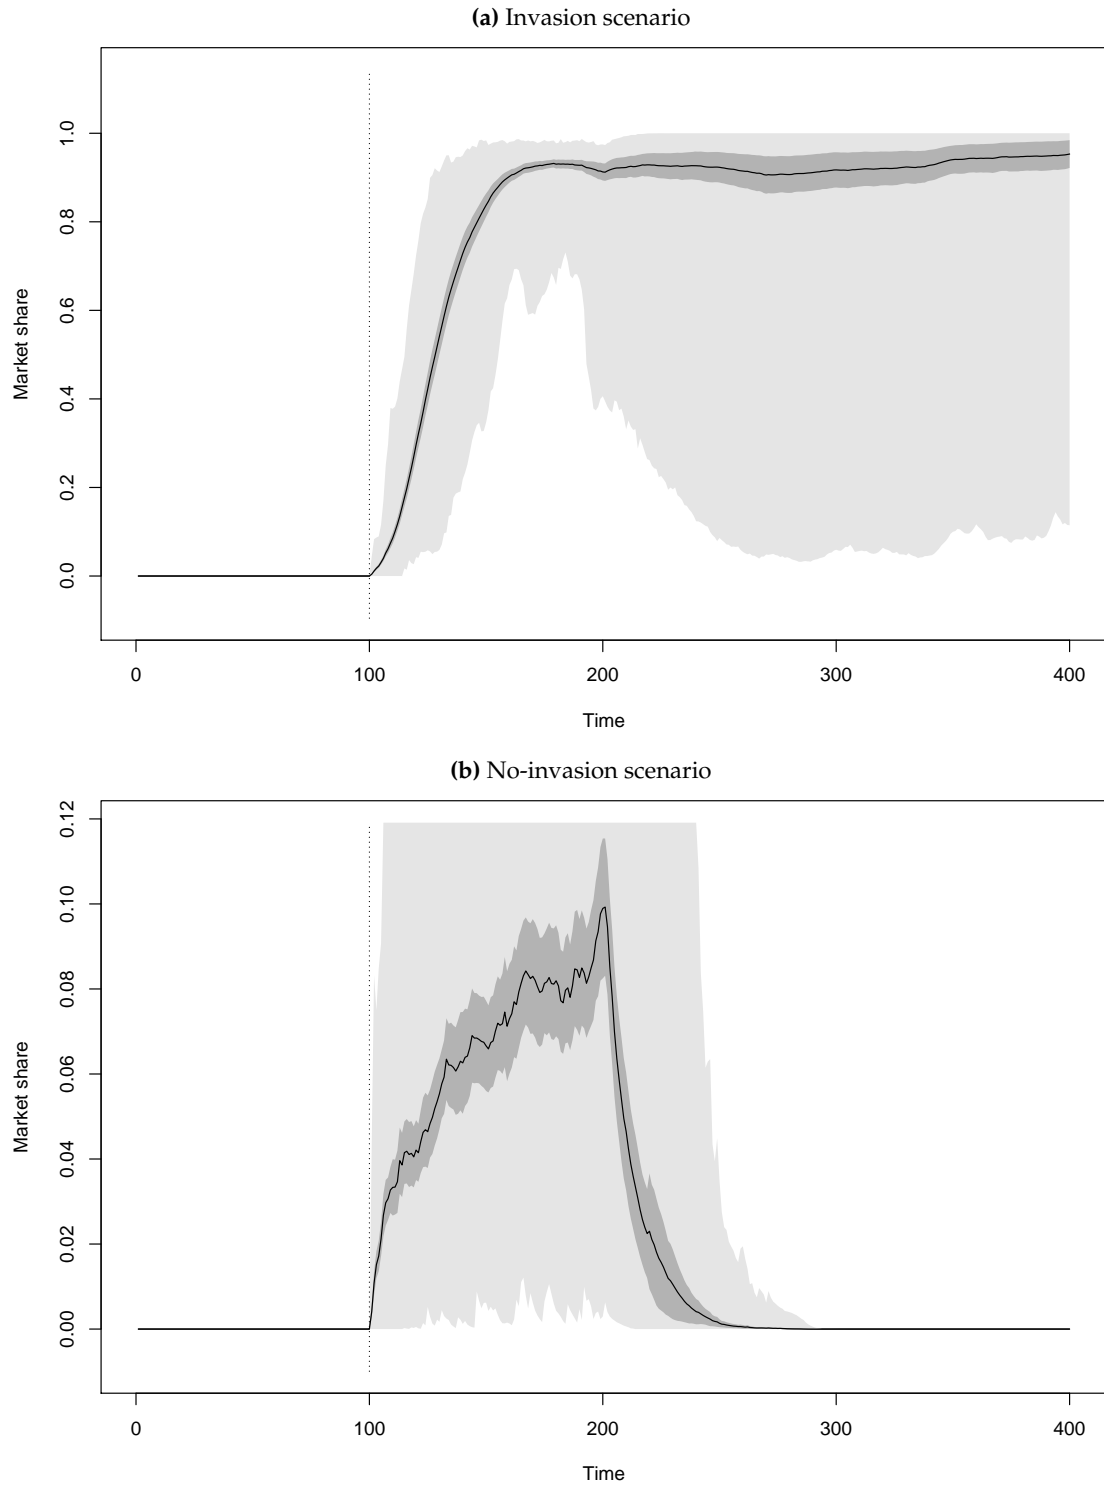 (a) Invasion scenario
Market share
1.0
0.8
0.6
0.4
0.2
0.0
0 100 200 300 400
Time
(b) No-invasion scenario
Market share
0.12
0.10
0.08
0.06
0.04
0.02
0.00
0 100 200 300 400
Time